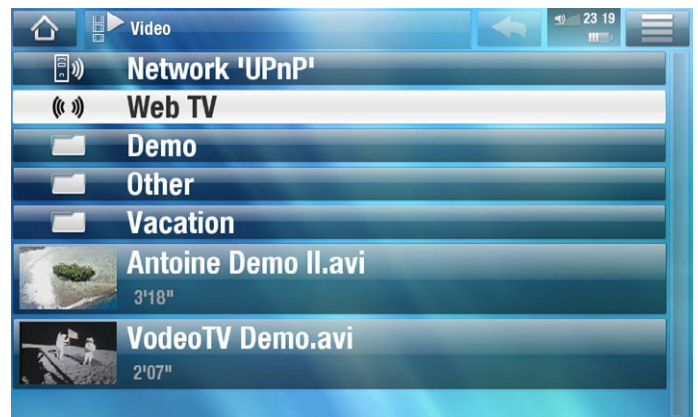 Video
23 19
Network 'UPnP'
Web TV
Demo
Other
Vacation
Antoine Demo II.avi
3'18"
VodeoTV Demo.avi
2'07"